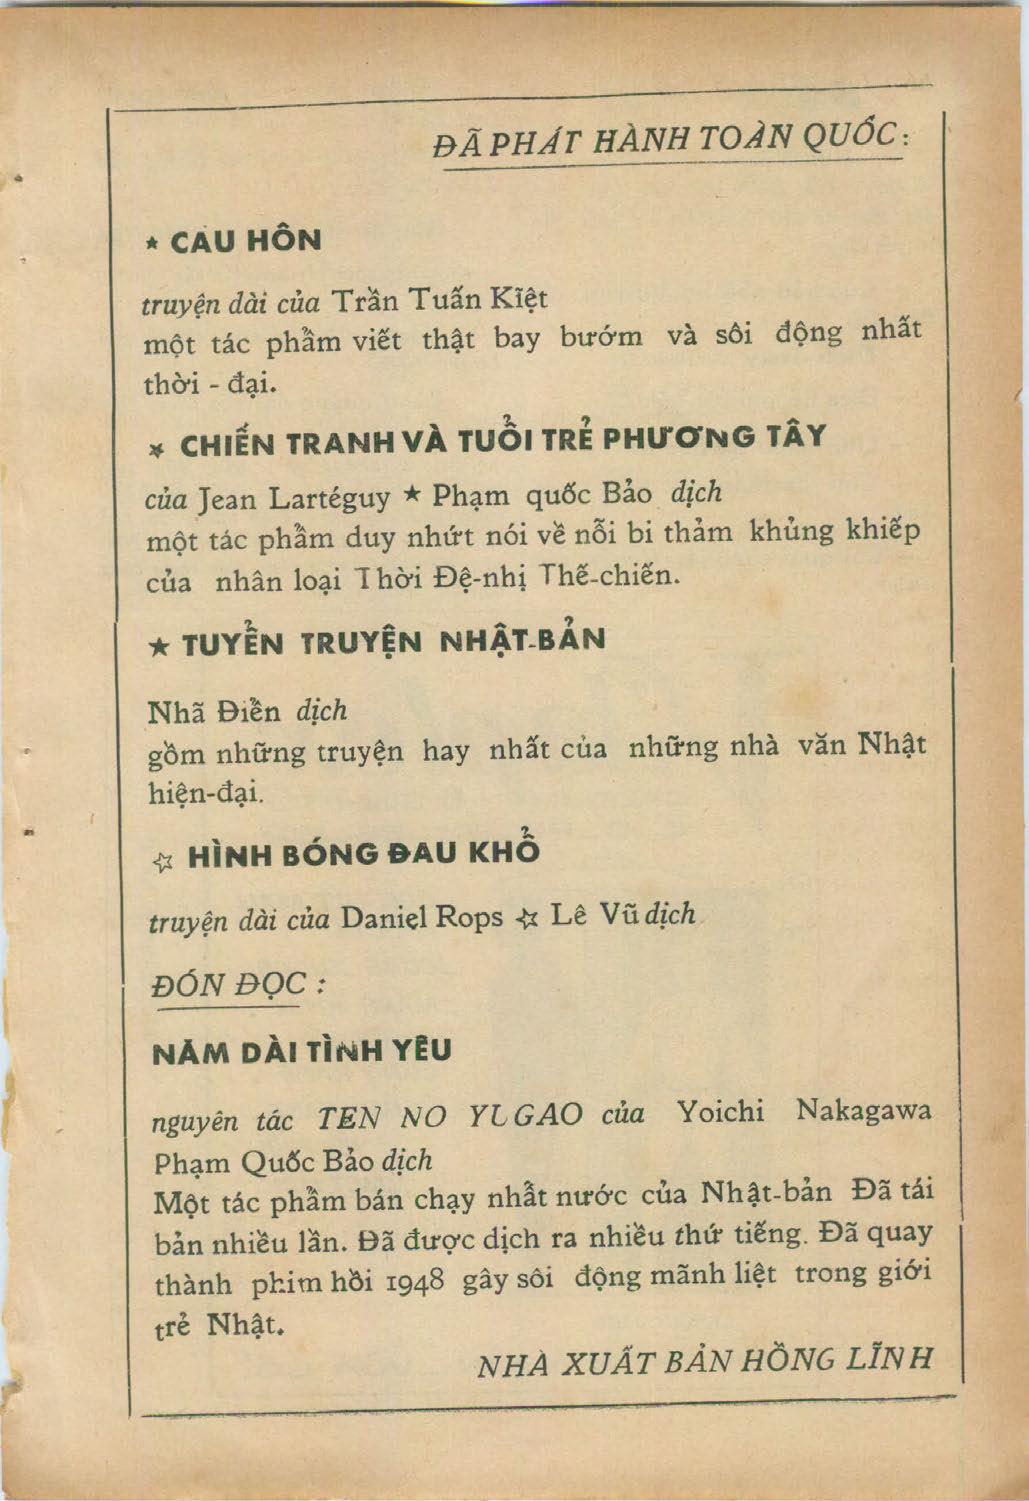 ĐÃ PHÁT HÀNH TOÀN QUỐC :
★ CẦU HÔN
truyện dài của Trần Tuấn Kiệt
một tác phẩm viết thật bay bướm và sôi động nhất
thời - đại.
★ CHIẾN TRANH VÀ TUỔI TRẺ PHƯƠNG TÂY
của Jean Lartéguy ★ Phạm quốc Bảo dịch
một tác phẩm duy nhứt nói về nỗi bi thảm khủng khiếp
của nhân loại Thời Đệ-nhị Thế-chiến.
★ TUYỂN TRUYỆN NHẬT-BẢN
Nhã Điền dịch
gồm những truyện hay nhất của những nhà văn Nhật
hiện-đại.
☆ HÌNH BÓNG ĐAU KHỔ
truyện dài của Daniel Rops ☆ Lê Vũ dịch
ĐÓN ĐỌC :
NĂM DÀI TÌNH YÊU
nguyên tác TEN NO YUGAO của Yoichi Nakagawa
Phạm Quốc Bảo dịch
Một tác phẩm bán chạy nhất nước của Nhật-bản Đã tái
bản nhiều lần. Đã được dịch ra nhiều thứ tiếng. Đã quay
thành phim hồi 1948 gây sôi động mãnh liệt trong giới
trẻ Nhật.
NHÀ XUẤT BẢN HỒNG LĨNH